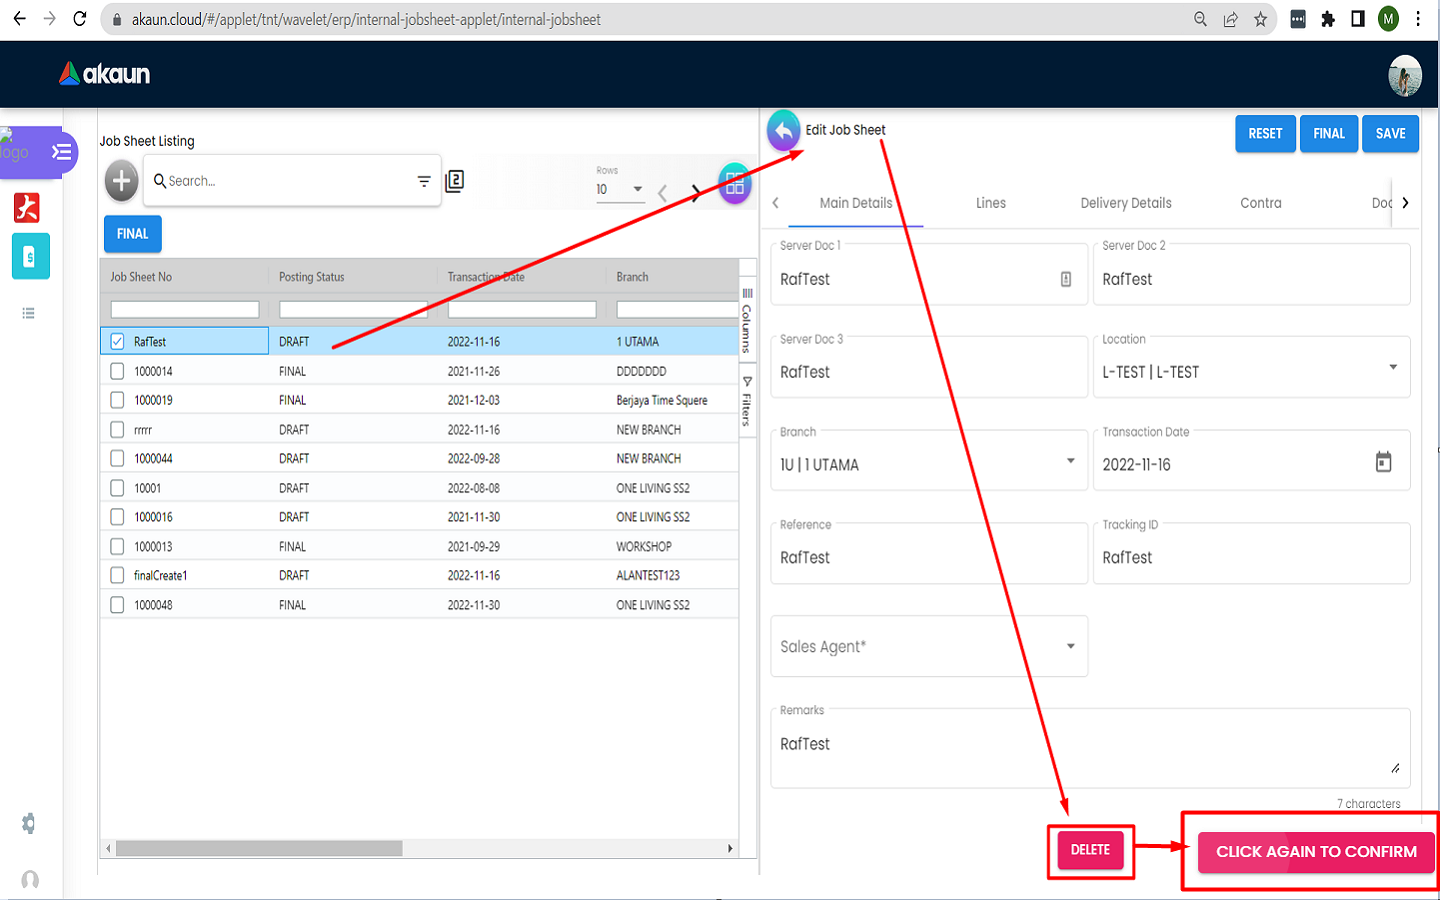 akaun.cloud/#/applet/tnt/wavelet/erp/internal-jobsheet-applet/internal-jobsheet
M
akaun
logo
Job Sheet Listing
Search...
2
Rows
10
FINAL
Job Sheet No Posting Status Transaction Date Branch
RafTest DRAFT 2022-11-16 1 UTAMA
1000014 FINAL 2021-11-26 DDDDDDD
1000019 FINAL 2021-12-03 Berjaya Time Squere
rrrrr DRAFT 2022-11-16 NEW BRANCH
1000044 DRAFT 2022-09-28 NEW BRANCH
10001 DRAFT 2022-08-08 ONE LIVING SS2
1000016 DRAFT 2021-11-30 ONE LIVING SS2
1000013 FINAL 2021-09-29 WORKSHOP
finalCreate1 DRAFT 2022-11-16 ALANTEST123
1000048 FINAL 2022-11-30 ONE LIVING SS2
Columns
Filters
Edit Job Sheet
RESET FINAL SAVE
Main Details Lines Delivery Details Contra Doc
Server Doc 1
RafTest
Server Doc 2
RafTest
Server Doc 3
RafTest
Location
L-TEST | L-TEST
Branch
1U | 1 UTAMA
Transaction Date
2022-11-16
Reference
RafTest
Tracking ID
RafTest
Sales Agent*
Remarks
RafTest
7 characters
DELETE
CLICK AGAIN TO CONFIRM